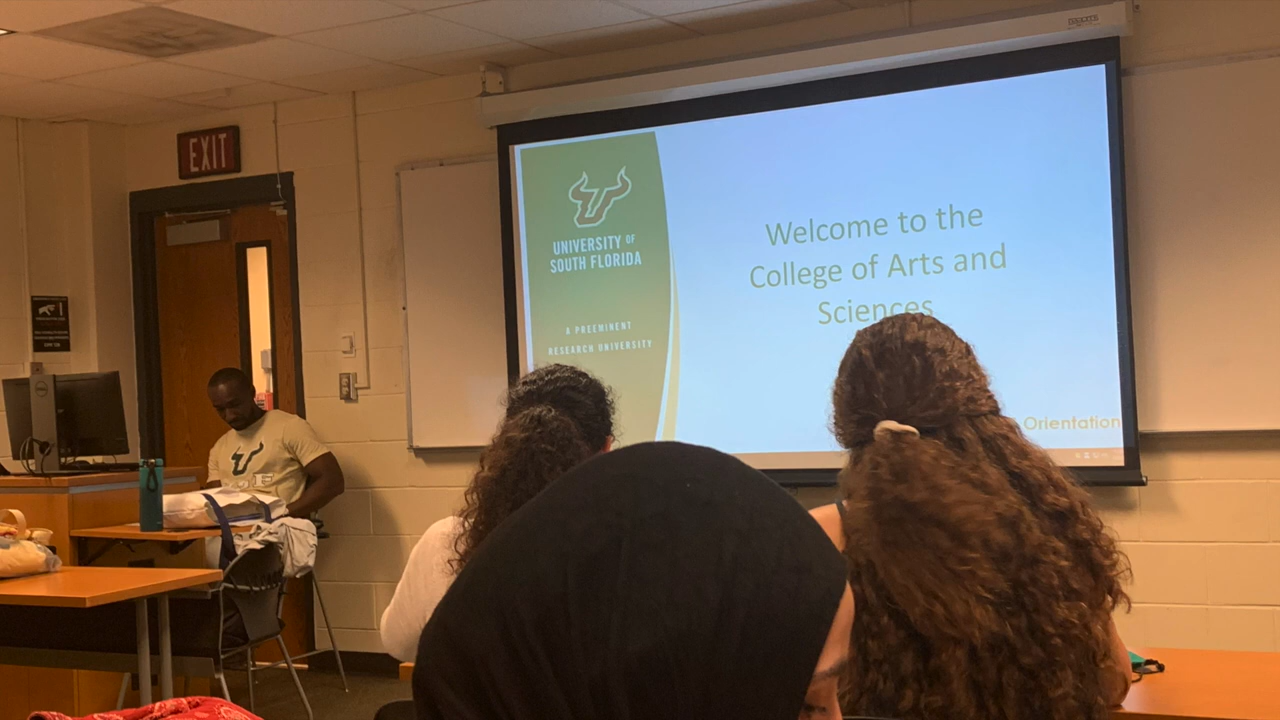 EXIT
UNIVERSITY OF
SOUTH FLORIDA
A PREEMINENT
RESEARCH UNIVERSITY
Welcome to the
College of Arts and
Sciences
Orientation